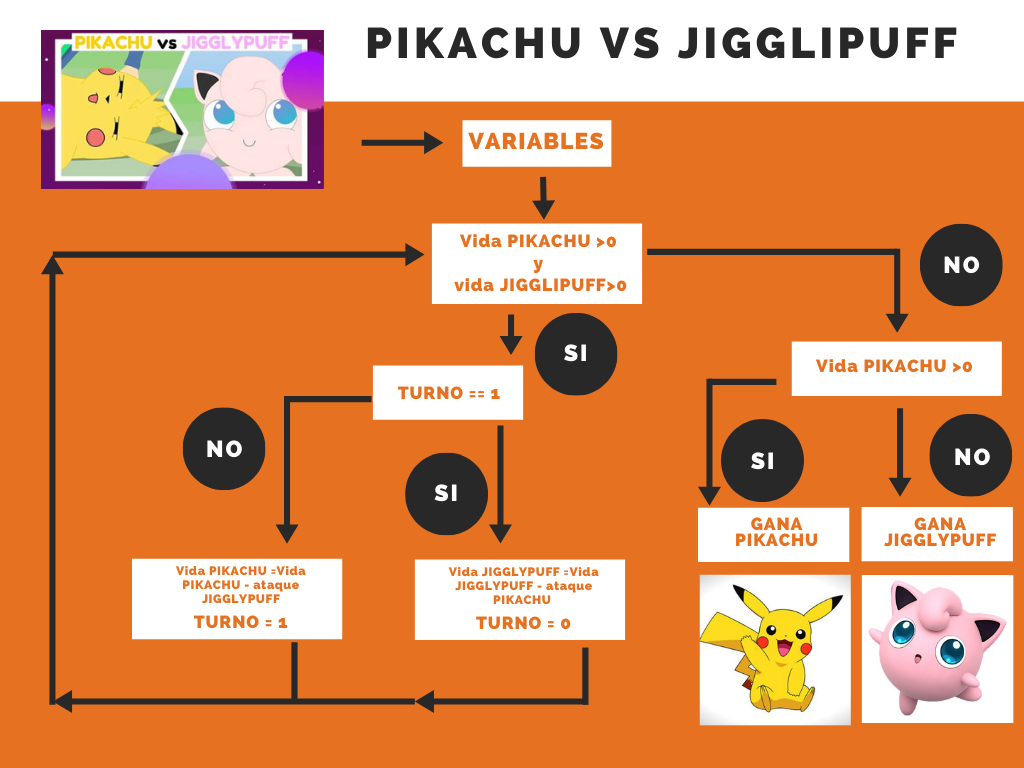 PIKACHU vs JIGGLYPUFF
PIKACHU VS JIGGLIPUFF
VARIABLES
Vida PIKACHU >0
y
vida JIGGLIPUFF>0
NO
SI
Vida PIKACHU >0
TURNO == 1
NO
SI
SI
NO
GANA
PIKACHU
GANA
JIGGLYPUFF
Vida PIKACHU =Vida
PIKACHU - ataque
JIGGLYPUFF
TURNO = 1
Vida JIGGLYPUFF =Vida
JIGGLYPUFF - ataque
PIKACHU
TURNO = 0